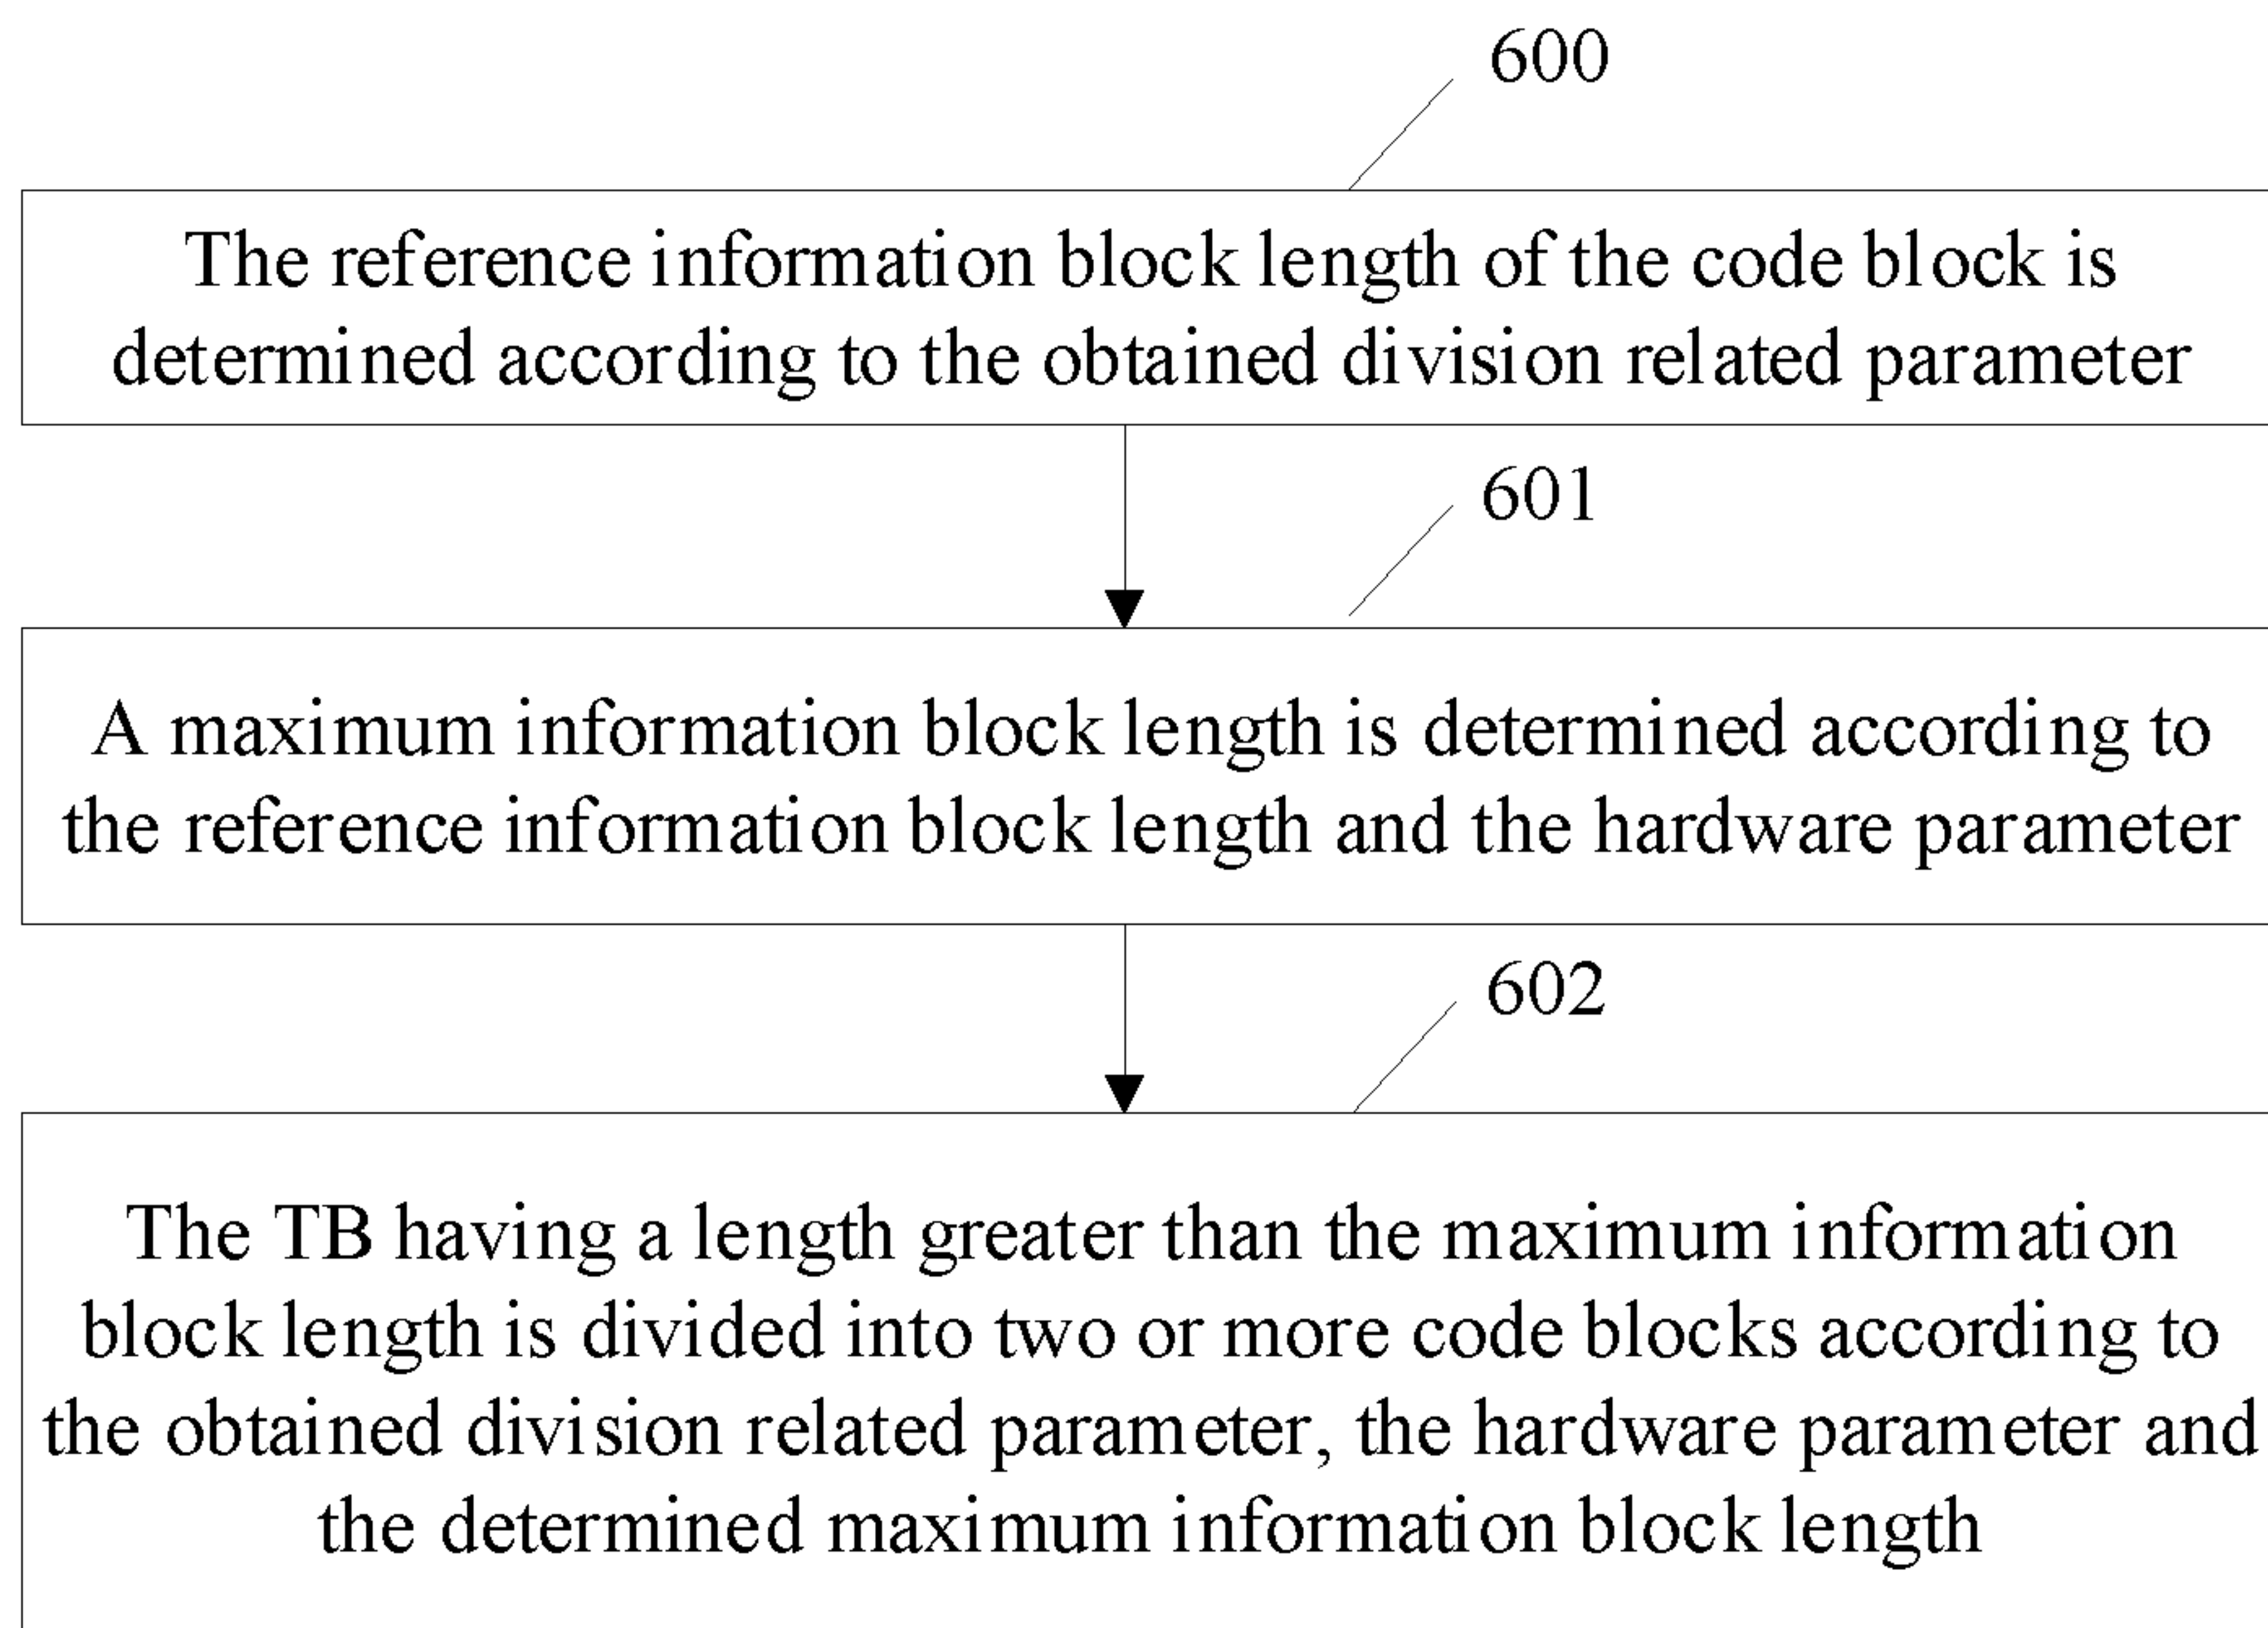 600
The reference information block length of the code block is
determined according to the obtained division related parameter
601
A maximum information block length is determined according to
the reference information block length and the hardware parameter
602
The TB having a length greater than the maximum information
block length is divided into two or more code blocks according to
the obtained division related parameter, the hardware parameter and
the determined maximum information block length